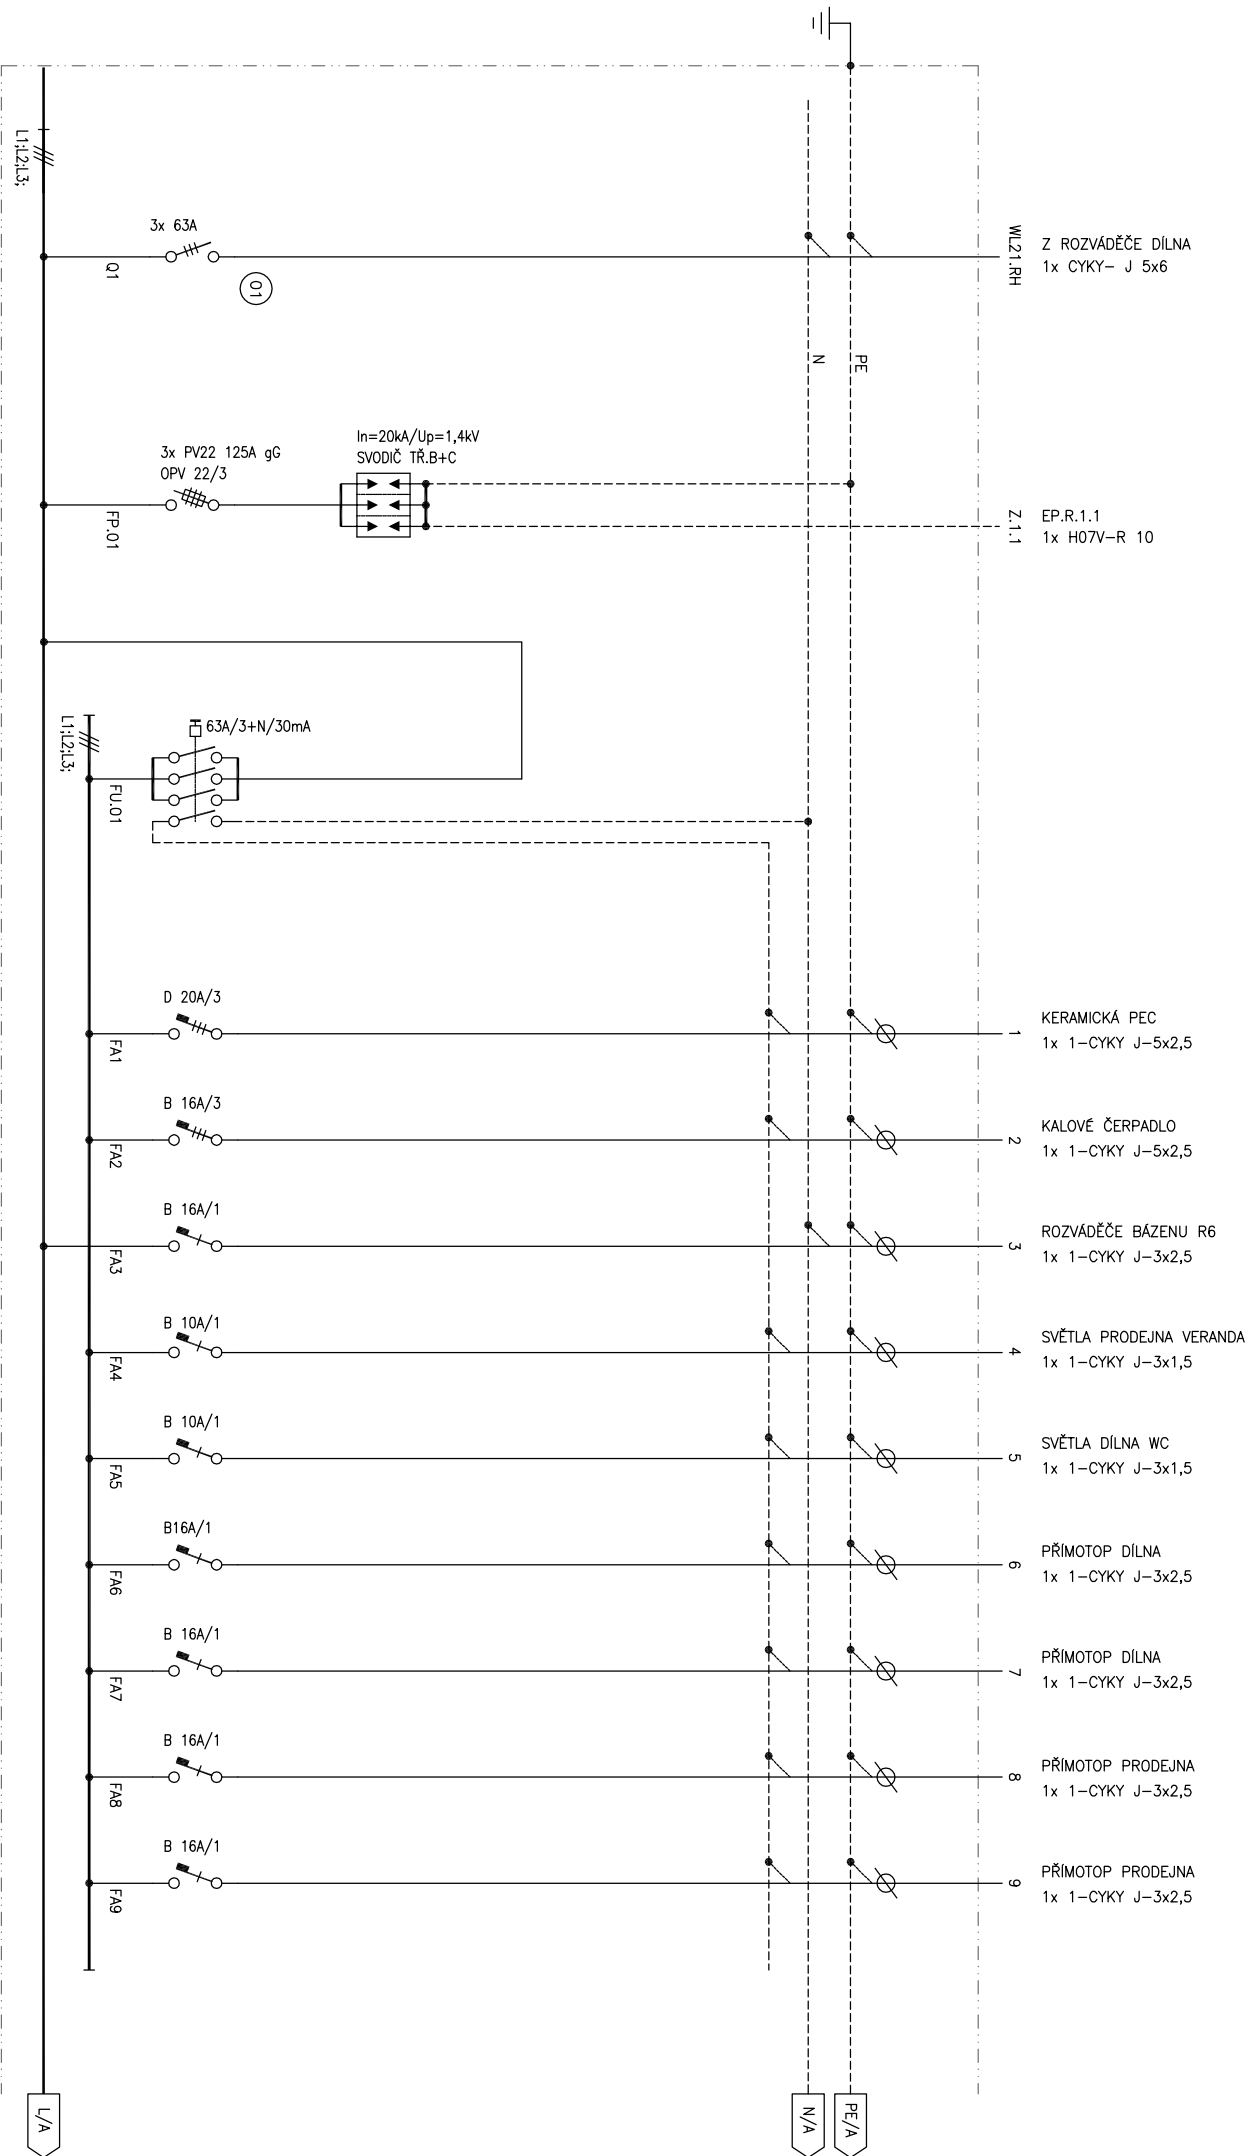 L1;L2;L3;
3x 63A
Q1
01
WL21.RH
Z ROZVÁDĚČE DÍLNA
1x CYKY- J 5x6
N
PE
3x PV22 125A gG
OPV 22/3
FP.01
In=20kA/Up=1,4kV
SVODIČ TŘ.B+C
Z.1.1
EP.R.1.1
1x H07V-R 10
L1;L2;L3;
63A/3+N/30mA
FU.01
D 20A/3
FA1
1
KERAMICKÁ PEC
1x 1-CYKY J-5x2,5
B 16A/3
FA2
2
KALOVÉ ČERPADLO
1x 1-CYKY J-5x2,5
B 16A/1
FA3
3
ROZVÁDĚČE BÁZENU R6
1x 1-CYKY J-3x2,5
B 10A/1
FA4
4
SVĚTLA PRODEJNA VERANDA
1x 1-CYKY J-3x1,5
B 10A/1
FA5
5
SVĚTLA DÍLNA WC
1x 1-CYKY J-3x1,5
B16A/1
FA6
6
PŘÍMOTOP DÍLNA
1x 1-CYKY J-3x2,5
B 16A/1
FA7
7
PŘÍMOTOP DÍLNA
1x 1-CYKY J-3x2,5
B 16A/1
FA8
8
PŘÍMOTOP PRODEJNA
1x 1-CYKY J-3x2,5
B 16A/1
FA9
9
PŘÍMOTOP PRODEJNA
1x 1-CYKY J-3x2,5
L/A
N/A
PE/A